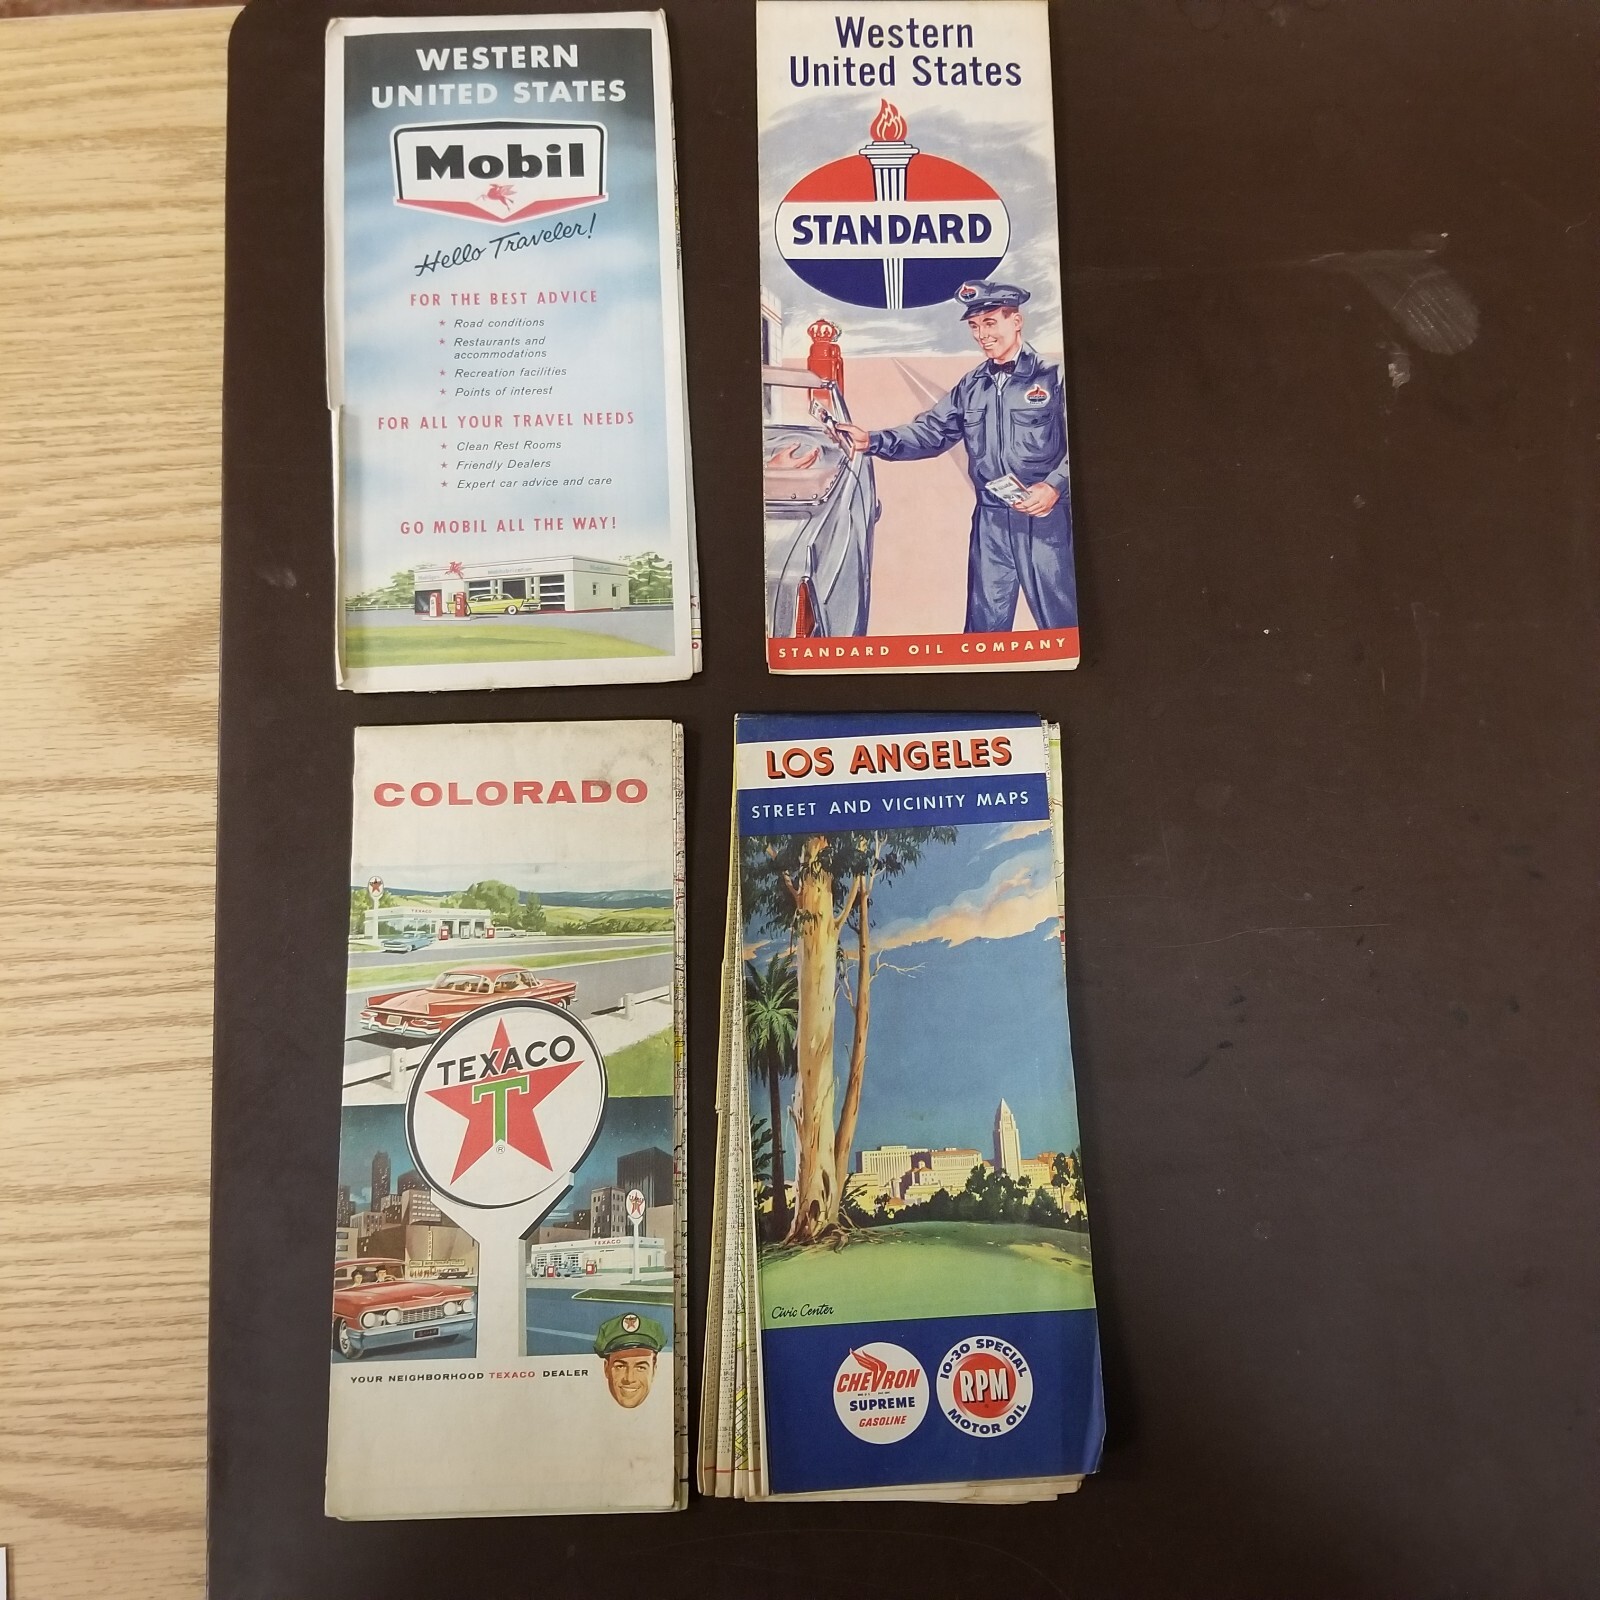 WESTERN
UNITED STATES
Mobil
Hello Traveler!
FOR THE BEST ADVICE
★ Road conditions
★ Restaurants and
accommodations
★ Recreation facilities
★ Points of interest
FOR ALL YOUR TRAVEL NEEDS
★ Clean Rest Rooms
★ Friendly Dealers
★ Expert car advice and care
GO MOBIL ALL THE WAY!
Western
United States
STANDARD
STANDARD OIL COMPANY
COLORADO
TEXACO
TEXACO
T
®
TEXACO
YOUR NEIGHBORHOOD TEXACO DEALER
LOS ANGELES
STREET AND VICINITY MAPS
Civic Center
CHEVRON
SUPREME
GASOLINE
10-30 SPECIAL
RPM
MOTOR OIL